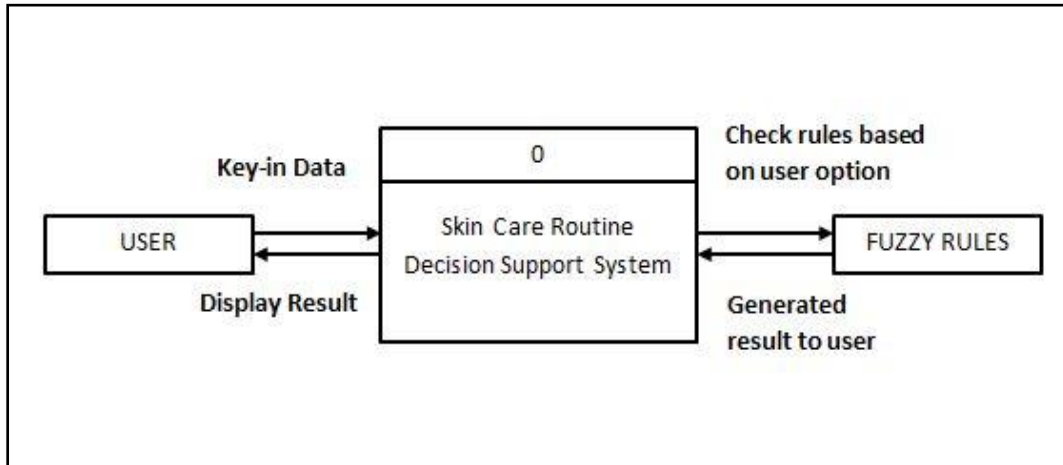 0
Check rules based
on user option
Key-in Data
USER
Skin Care Routine
Decision Support System
FUZZY RULES
Display Result
Generated
result to user